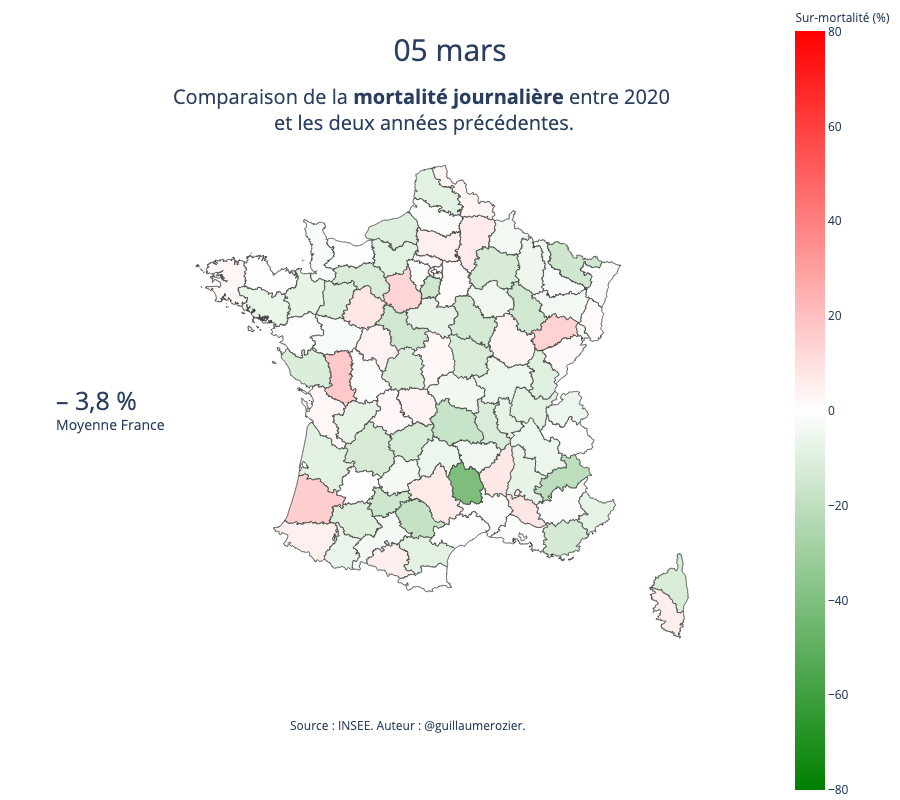 Sur-mortalité (%)
05 mars
Comparaison de la mortalité journalière entre 2020
et les deux années précédentes.
80
60
40
20
0
−20
−40
−60
−80
– 3,8 %
Moyenne France
Source : INSEE. Auteur : @guillaumerozier.